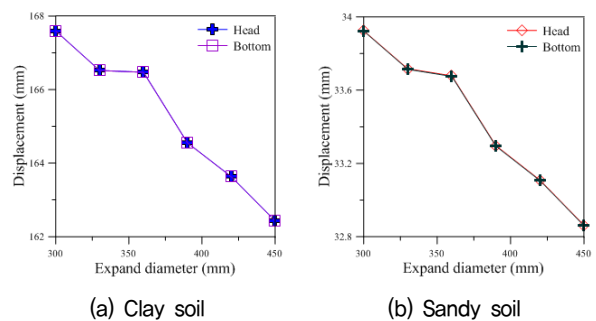 168
166
164
162
Displacement (mm)
Head
Bottom
300
350
400
450
Expand diameter (mm)
(a) Clay soil
34
33.6
33.2
32.8
Displacement (mm)
Head
Bottom
300
350
400
450
Expand diameter (mm)
(b) Sandy soil